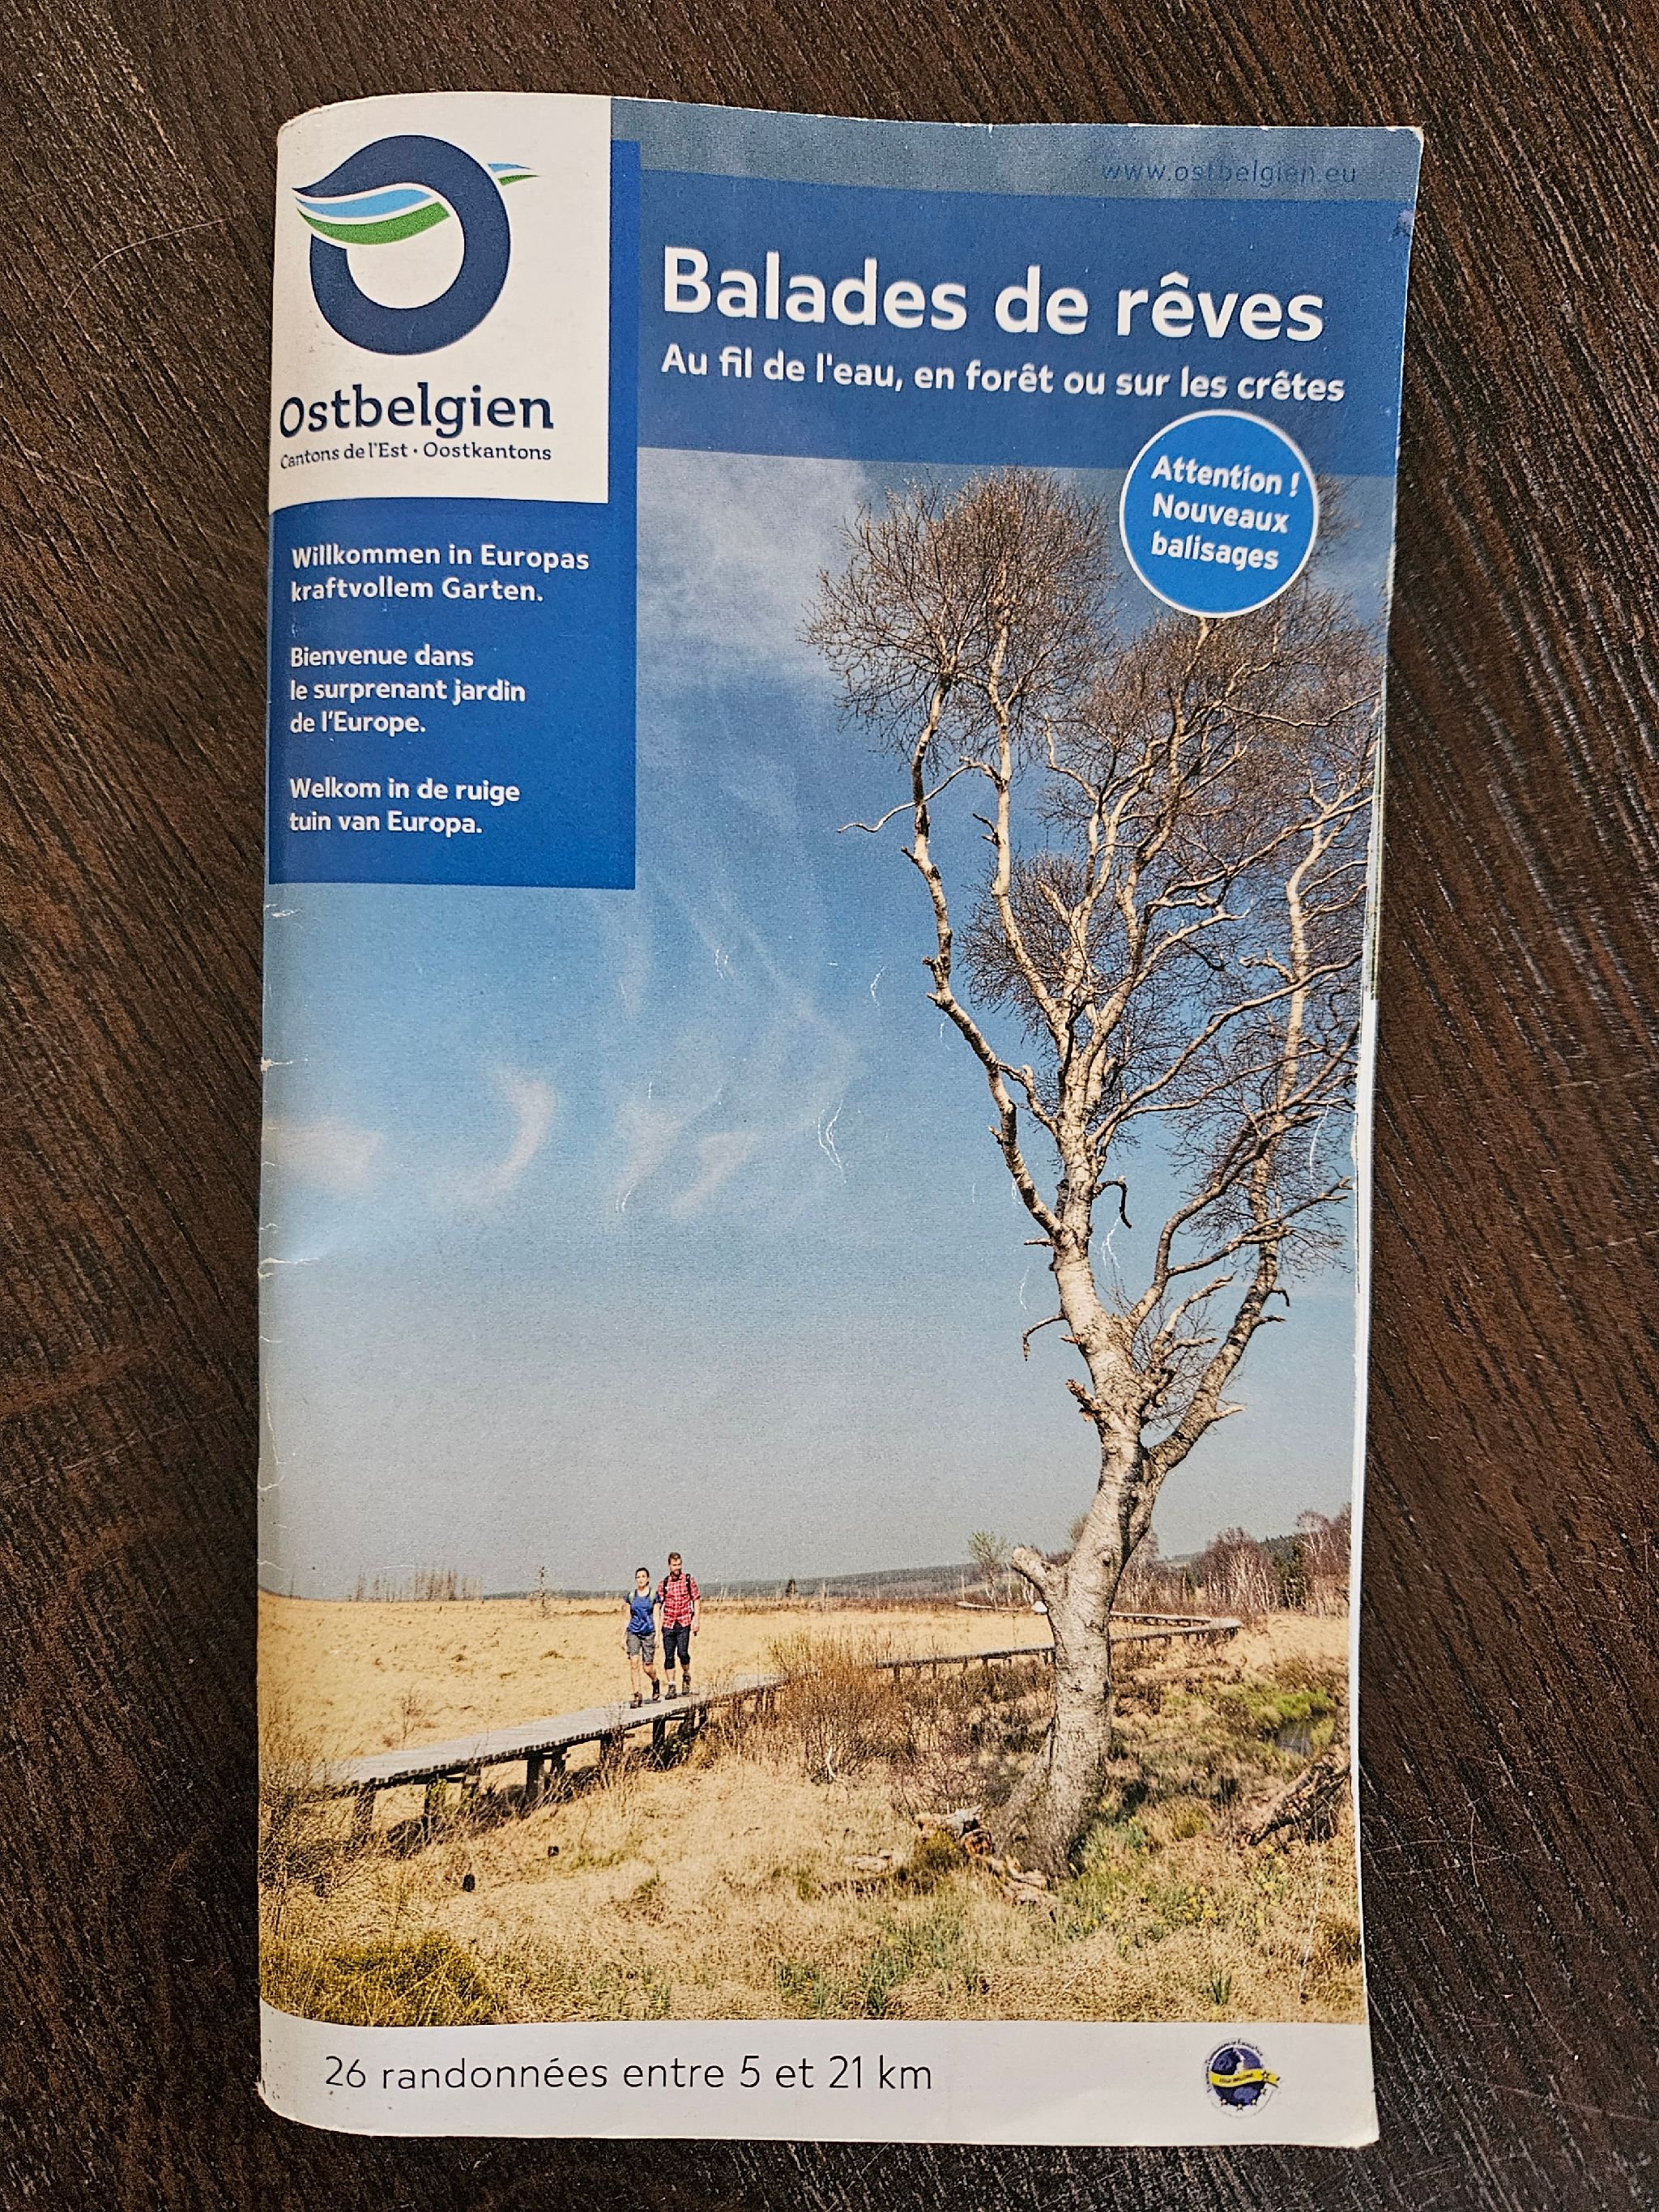 www.ostbelgien.eu
Balades de rêves
Au fil de l'eau, en forêt ou sur les crêtes
Attention !
Nouveaux
balisages
Ostbelgien
Cantons de l'Est • Oostkantons
Willkommen in Europas
kraftvollem Garten.
Bienvenue dans
le surprenant jardin
de l'Europe.
Welkom in de ruige
tuin van Europa.
26 randonnées entre 5 et 21 km